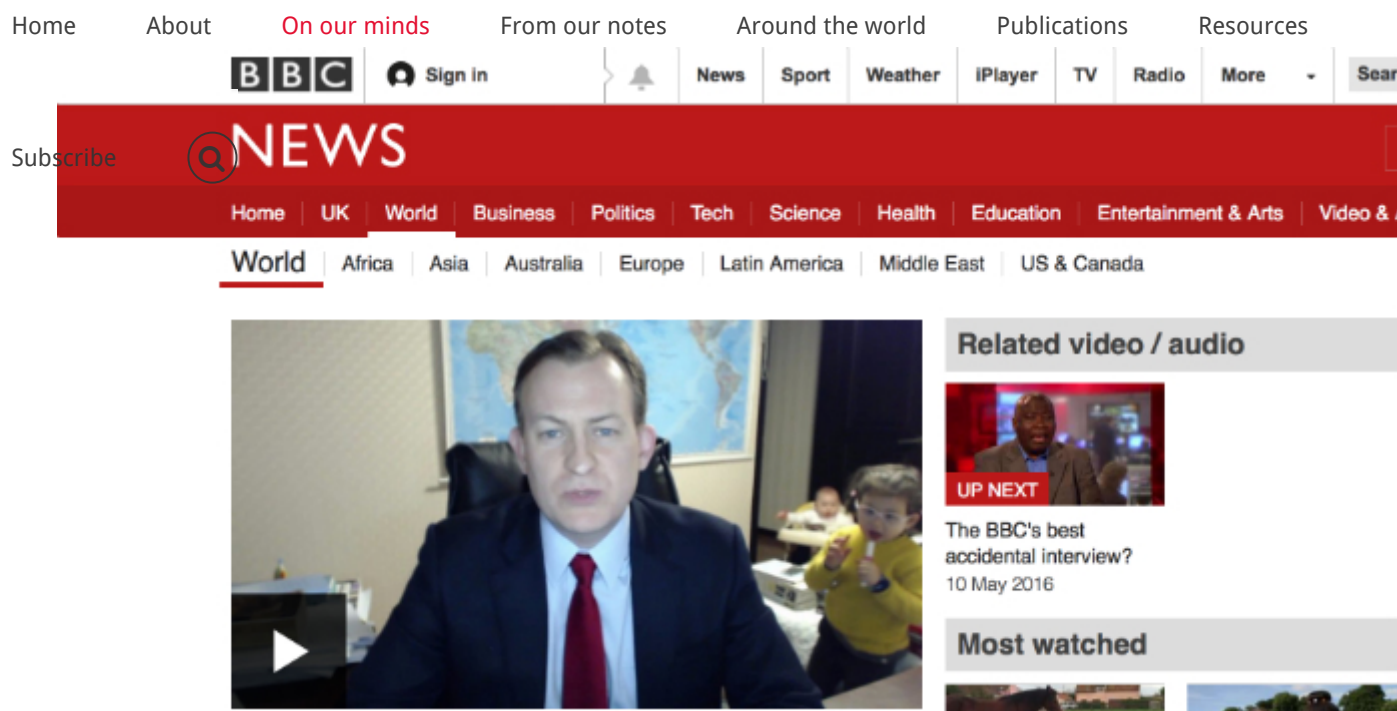 Home About On our minds From our notes Around the world Publications Resources
BBC Sign in News Sport Weather iPlayer TV Radio More
Subscribe NEWS
Home UK World Business Politics Tech Science Health Education Entertainment & Arts Video &
World Africa Asia Australia Europe Latin America Middle East US & Canada
Related video / audio
UP NEXT
The BBC's best
accidental interview?
10 May 2016
Most watched